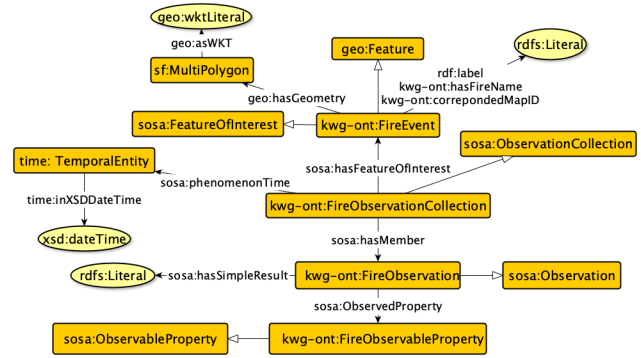 geo:wktLiteral
geo:asWKT
geo:Feature
rdfs:Literal
sf:MultiPolygon
rdf:label
kwg-ont:hasFireName
kwg-ont:correpondedMapID
geo:hasGeometry
sosa:FeatureOfInterest
kwg-ont:FireEvent
sosa:ObservationCollection
time: TemporalEntity
sosa:hasFeatureOfInterest
sosa:phenomenonTime
time:inXSDDateTime
kwg-ont:FireObservationCollection
xsd:dateTime
sosa:hasMember
rdfs:Literal
sosa:hasSimpleResult
kwg-ont:FireObservation
sosa:Observation
sosa:ObservedProperty
sosa:ObservableProperty
kwg-ont:FireObservableProperty